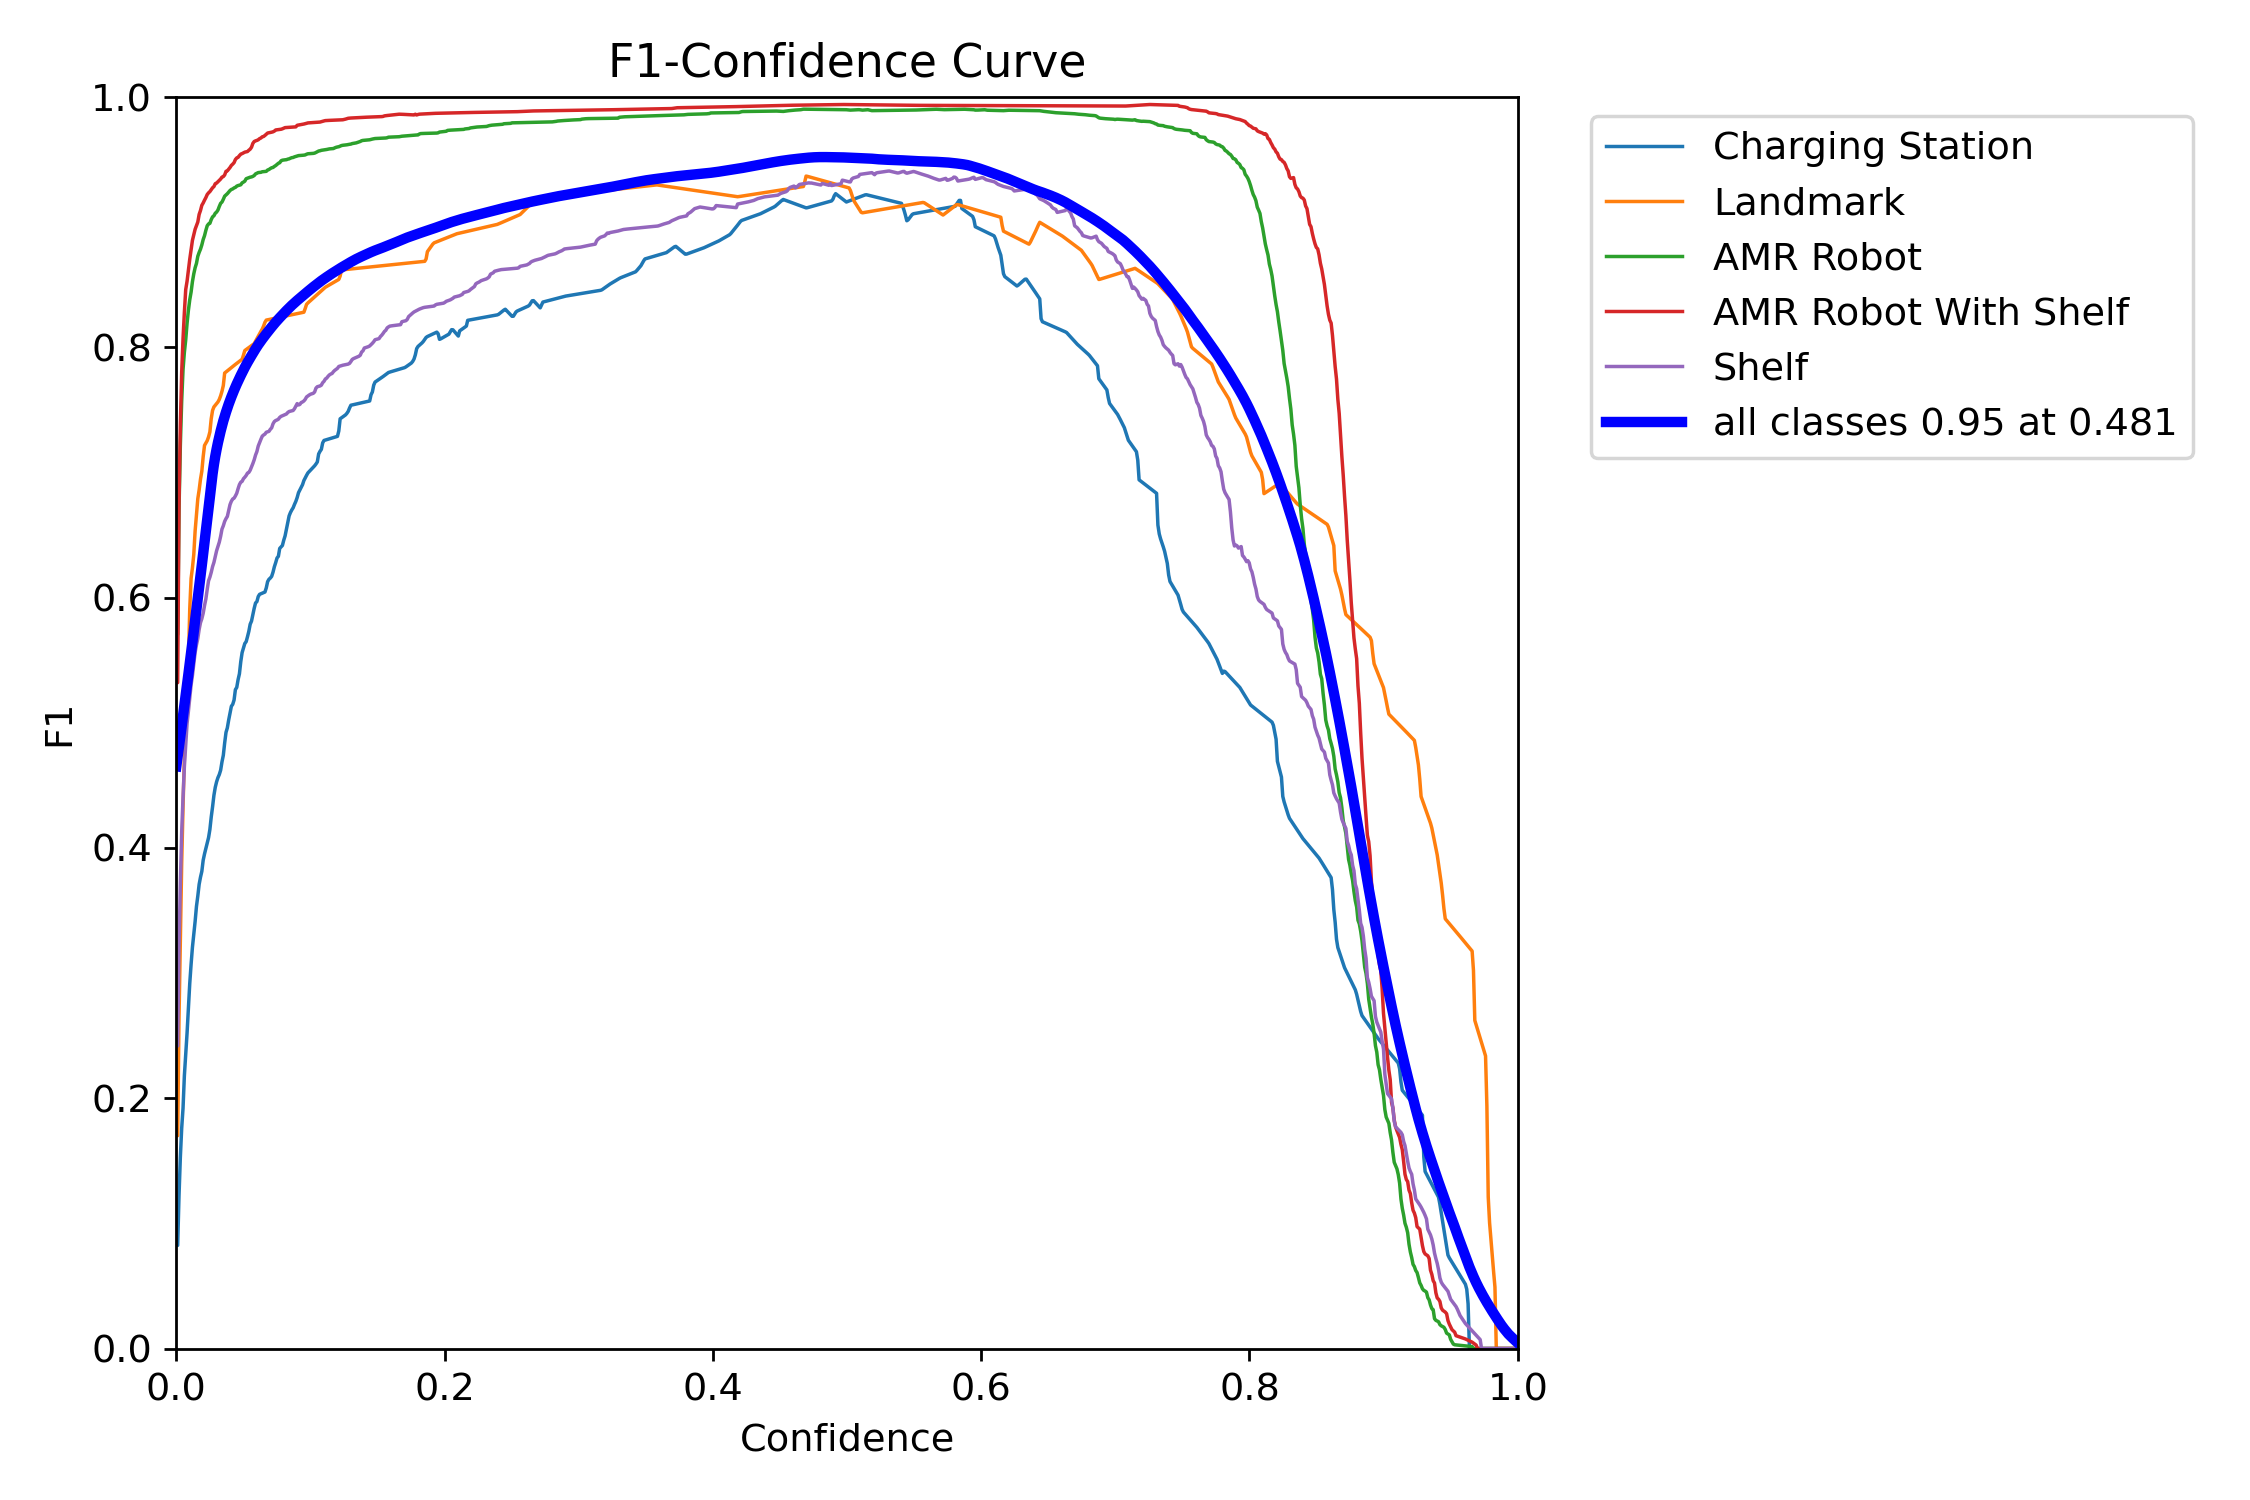 F1-Confidence Curve
1.0
0.8
0.6
0.4
0.2
0.0
F1
0.0 0.2 0.4 0.6 0.8 1.0
Confidence
Charging Station
Landmark
AMR Robot
AMR Robot With Shelf
Shelf
all classes 0.95 at 0.481